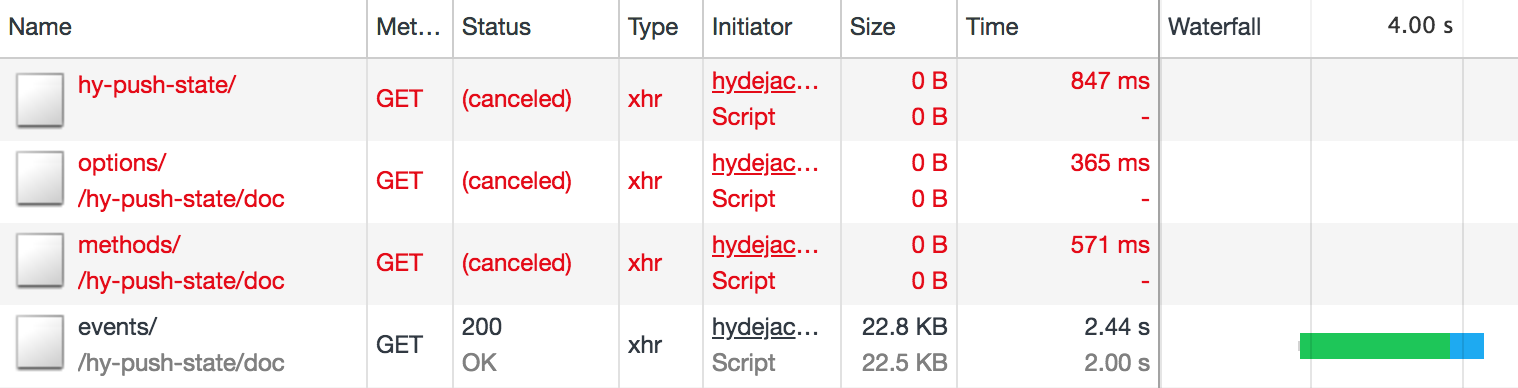 Name Met… Status Type Initiator Size Time Waterfall 4.00 s
hy-push-state/ GET (canceled) xhr hydejac… 0 B 847 ms
Script 0 B -
options/ GET (canceled) xhr hydejac… 0 B 365 ms
/hy-push-state/doc Script 0 B -
methods/ GET (canceled) xhr hydejac… 0 B 571 ms
/hy-push-state/doc Script 0 B -
events/ GET 200 xhr hydejac… 22.8 KB 2.44 s
/hy-push-state/doc OK Script 22.5 KB 2.00 s